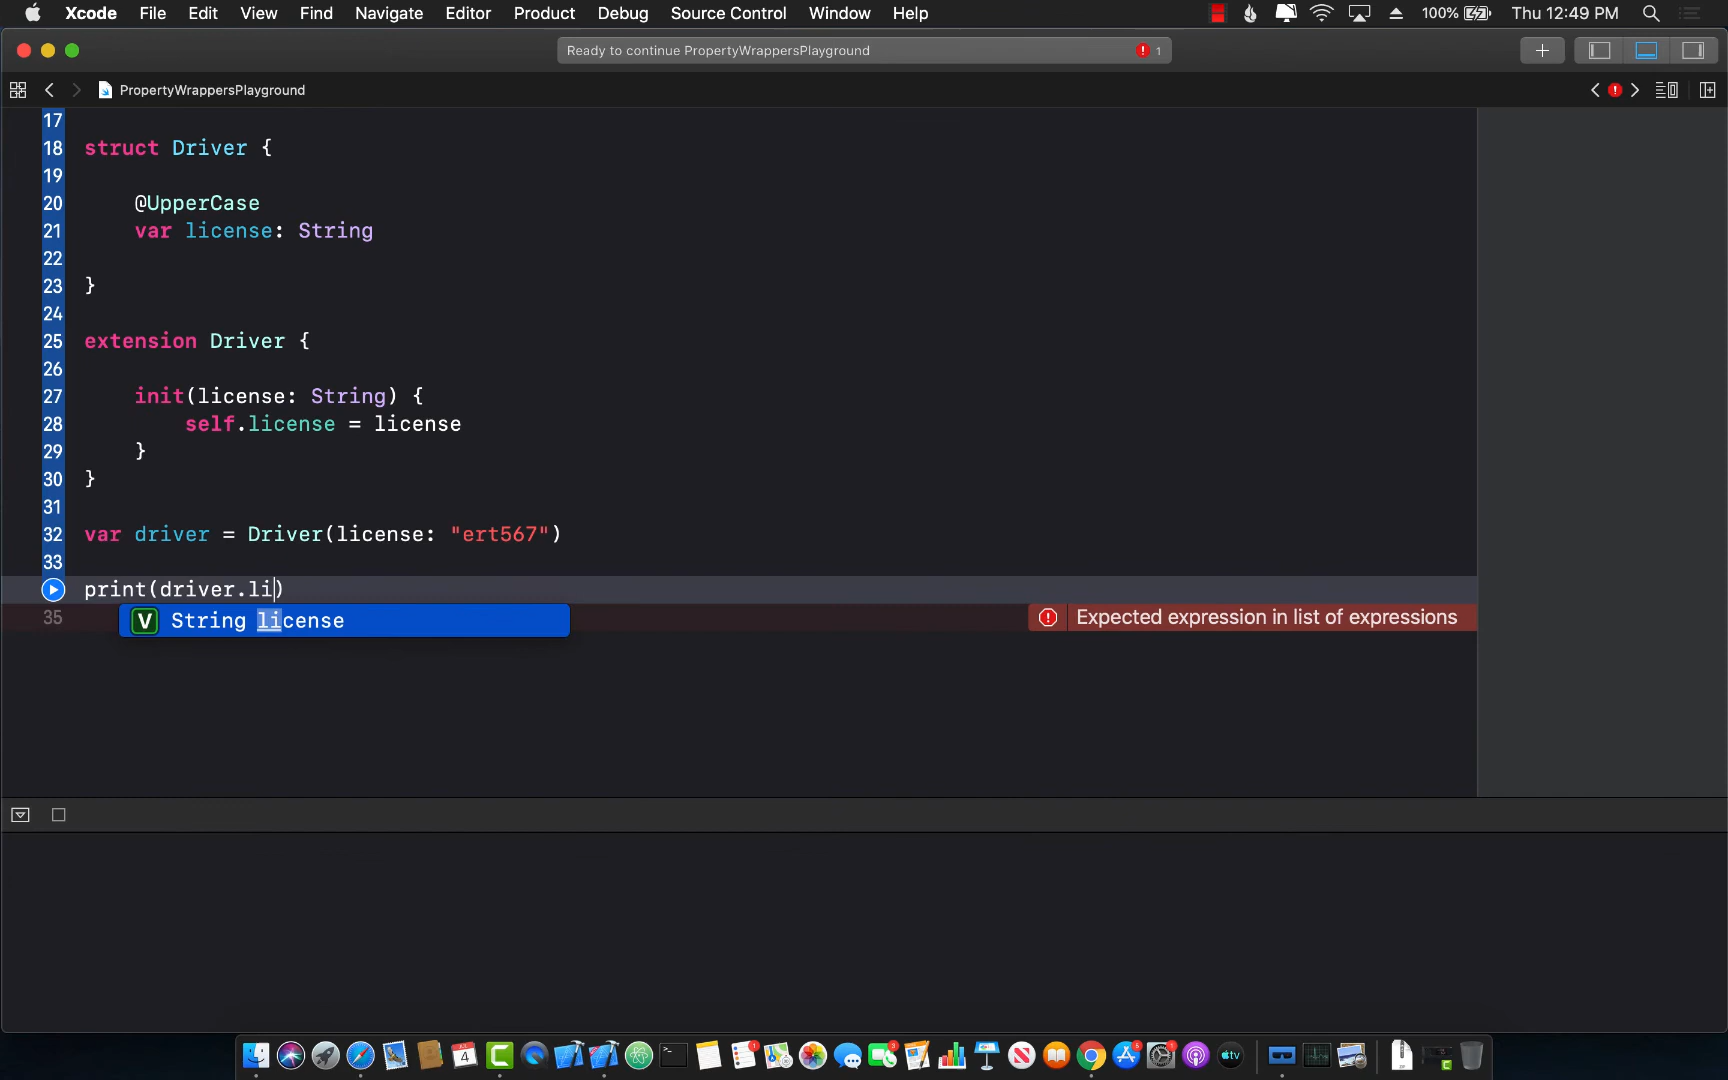 Xcode File Edit View Find Navigate Editor Product Debug Source Control Window Help 100% Thu 12:49 PM
Ready to continue PropertyWrappersPlayground 1
PropertyWrappersPlayground
17
18 struct Driver {
19
20 @UpperCase
21 var license: String
22
23 }
24
25 extension Driver {
26
27 init(license: String) {
28 self.license = license
29 }
30 }
31
32 var driver = Driver(license: "ert567")
33
print(driver.li)
35 Expected expression in list of expressions
V String license